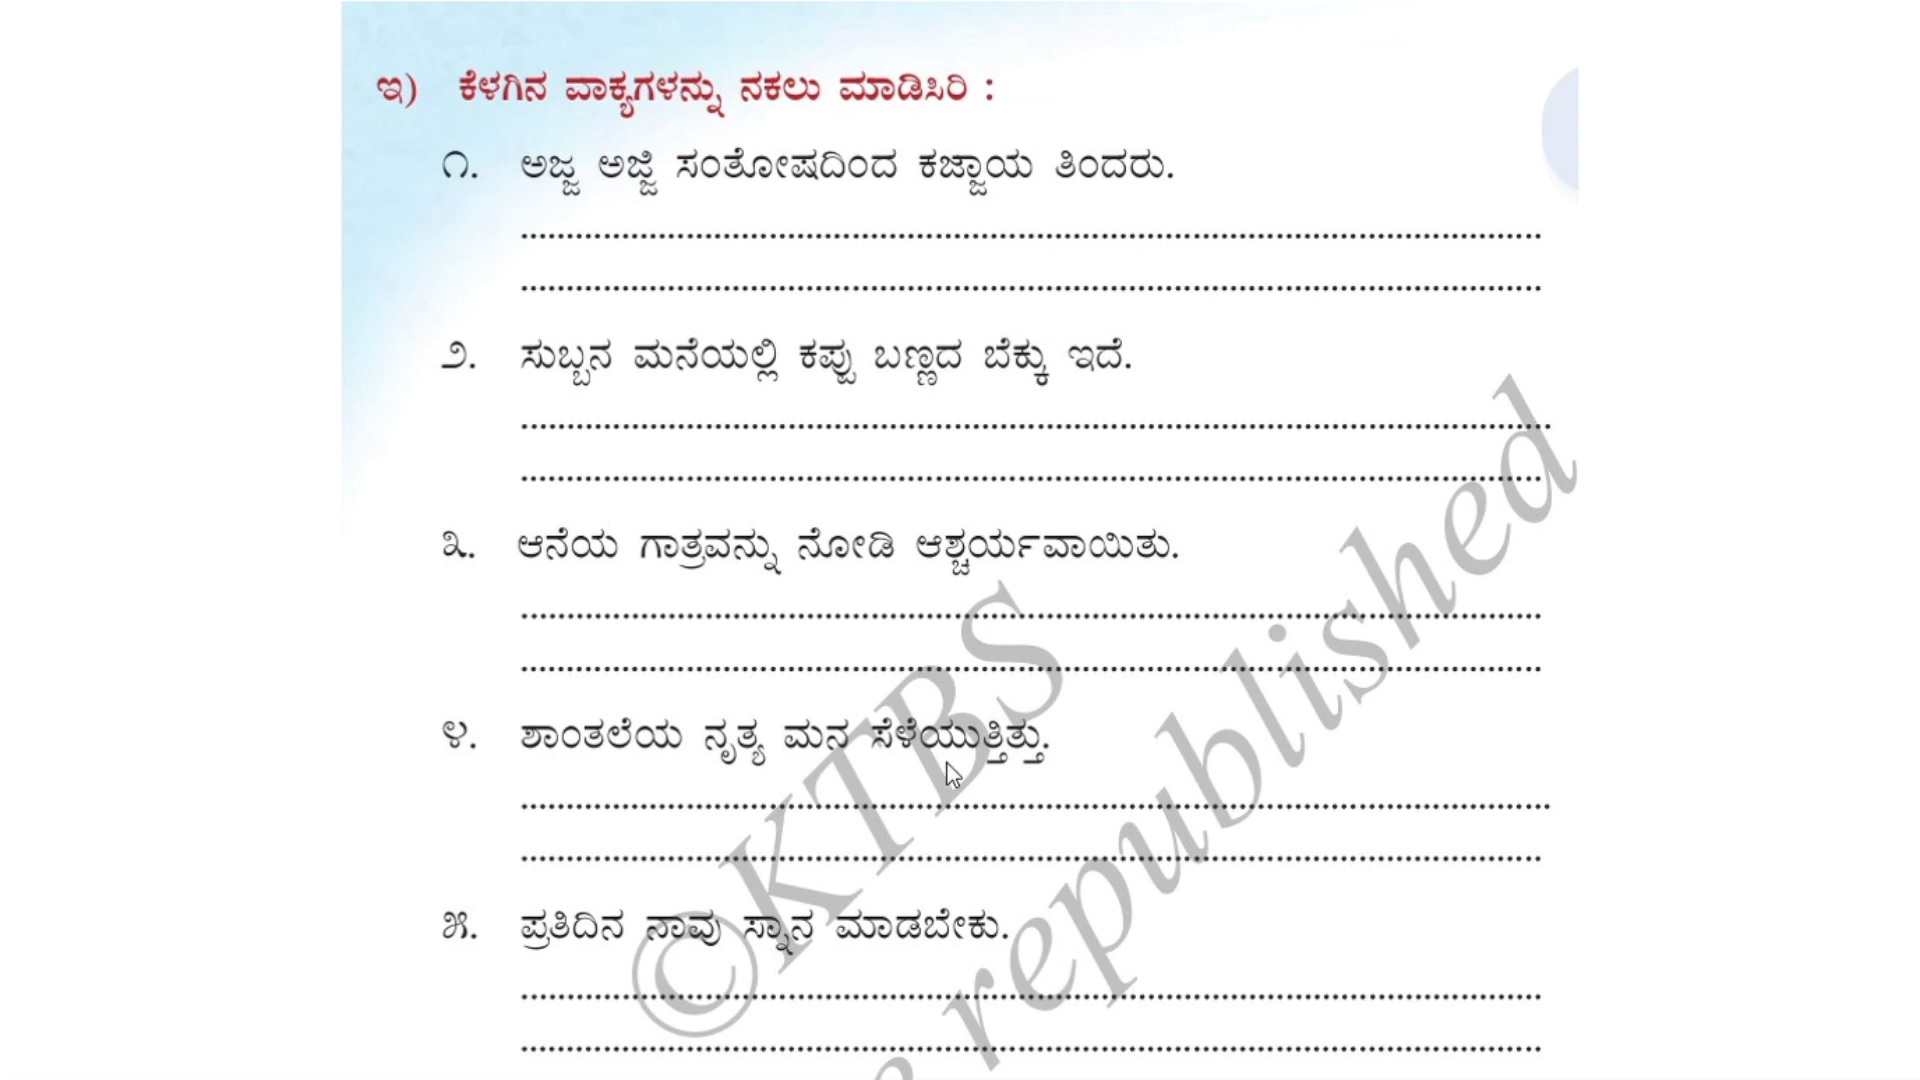 ಇ) ಕೆಳಗಿನ ವಾಕ್ಯಗಳನ್ನು ನಕಲು ಮಾಡಿಸಿರಿ :
೧. ಅಜ್ಜ ಅಜ್ಜಿ ಸಂತೋಷದಿಂದ ಕಜ್ಜಾಯ ತಿಂದರು.
೨. ಸುಬ್ಬನ ಮನೆಯಲ್ಲಿ ಕಪ್ಪು ಬಣ್ಣದ ಬೆಕ್ಕು ಇದೆ.
೩. ಆನೆಯ ಗಾತ್ರವನ್ನು ನೋಡಿ ಆಶ್ಚರ್ಯವಾಯಿತು.
೪. ಶಾಂತಲೆಯ ನೃತ್ಯ ಮನ ಸೆಳೆಯುತ್ತಿತ್ತು.
೫. ಪ್ರತಿದಿನ ನಾವು ಸ್ನಾನ ಮಾಡಬೇಕು.
©KTBS
republished